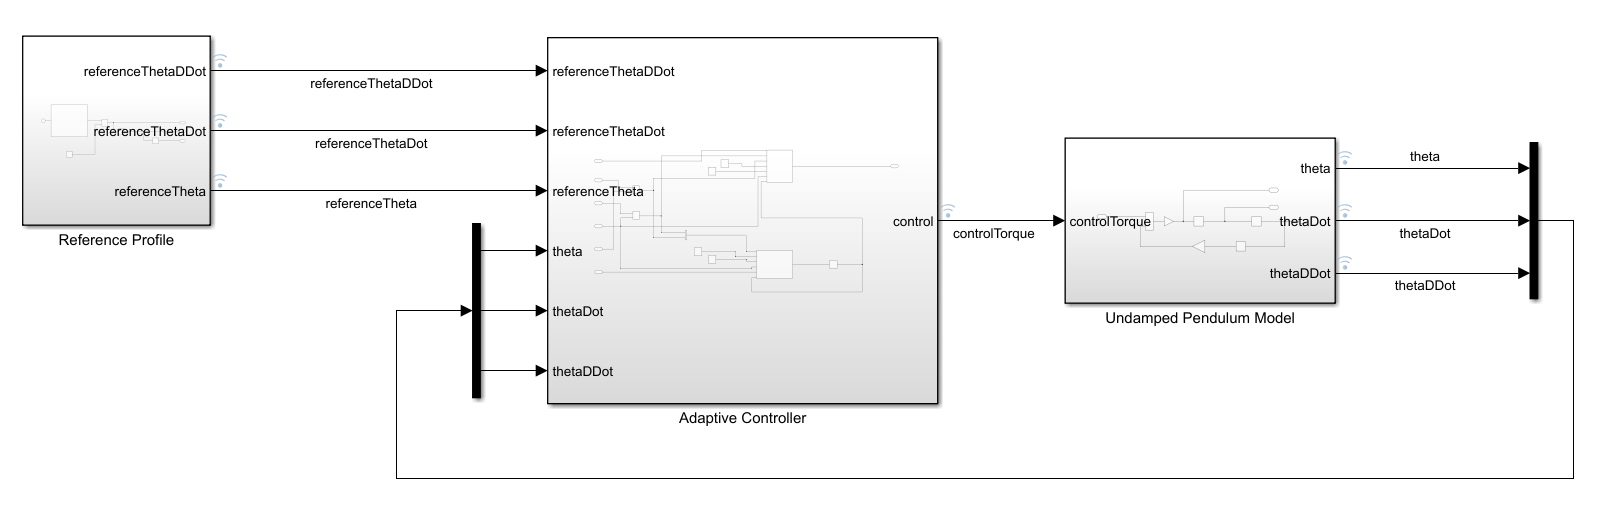 referenceThetaDDot
referenceThetaDot
referenceTheta
Reference Profile
referenceThetaDDot
referenceThetaDot
referenceTheta
referenceThetaDDot
referenceThetaDot
referenceTheta
theta
thetaDot
thetaDDot
control
Adaptive Controller
controlTorque
controlTorque
theta
thetaDot
thetaDDot
Undamped Pendulum Model
theta
thetaDot
thetaDDot